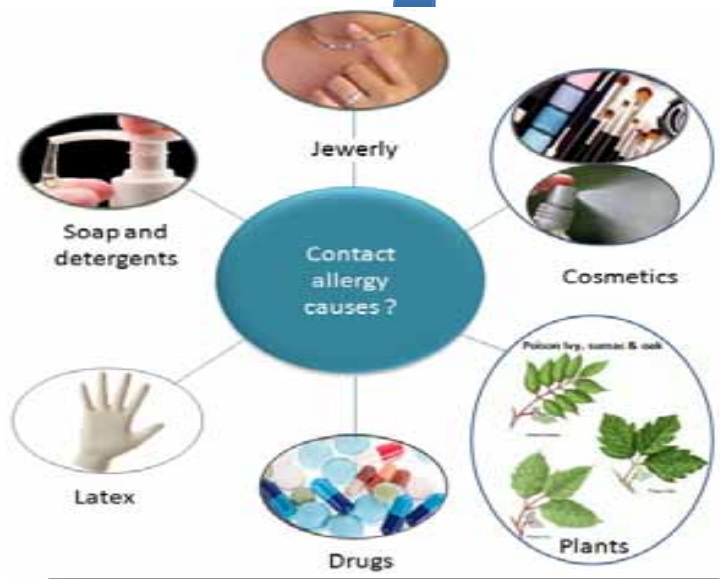 Jewerly
Soap and
detergents
Contact
allergy
causes ?
Cosmetics
Poison Ivy, sumac & oak
Latex
Drugs
Plants